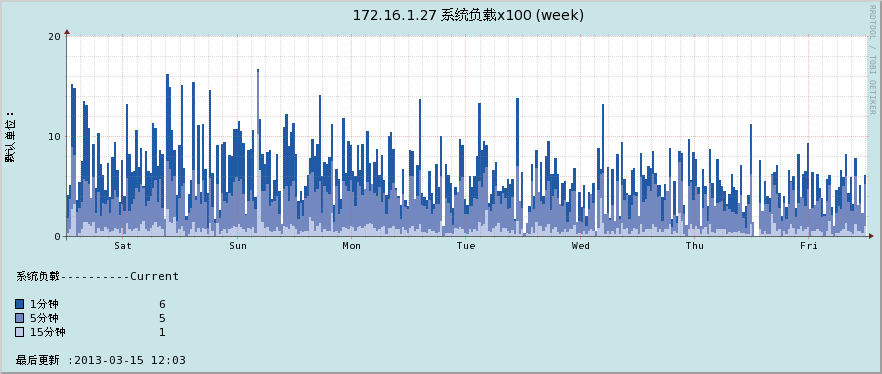 172.16.1.27 系统负载x100 (week)
RRDTOOL / TOBI OETIKER
默认单位：
20
10
0
Sat Sun Mon Tue Wed Thu Fri
系统负载----------Current
1分钟 6
5分钟 5
15分钟 1
最后更新 :2013-03-15 12:03